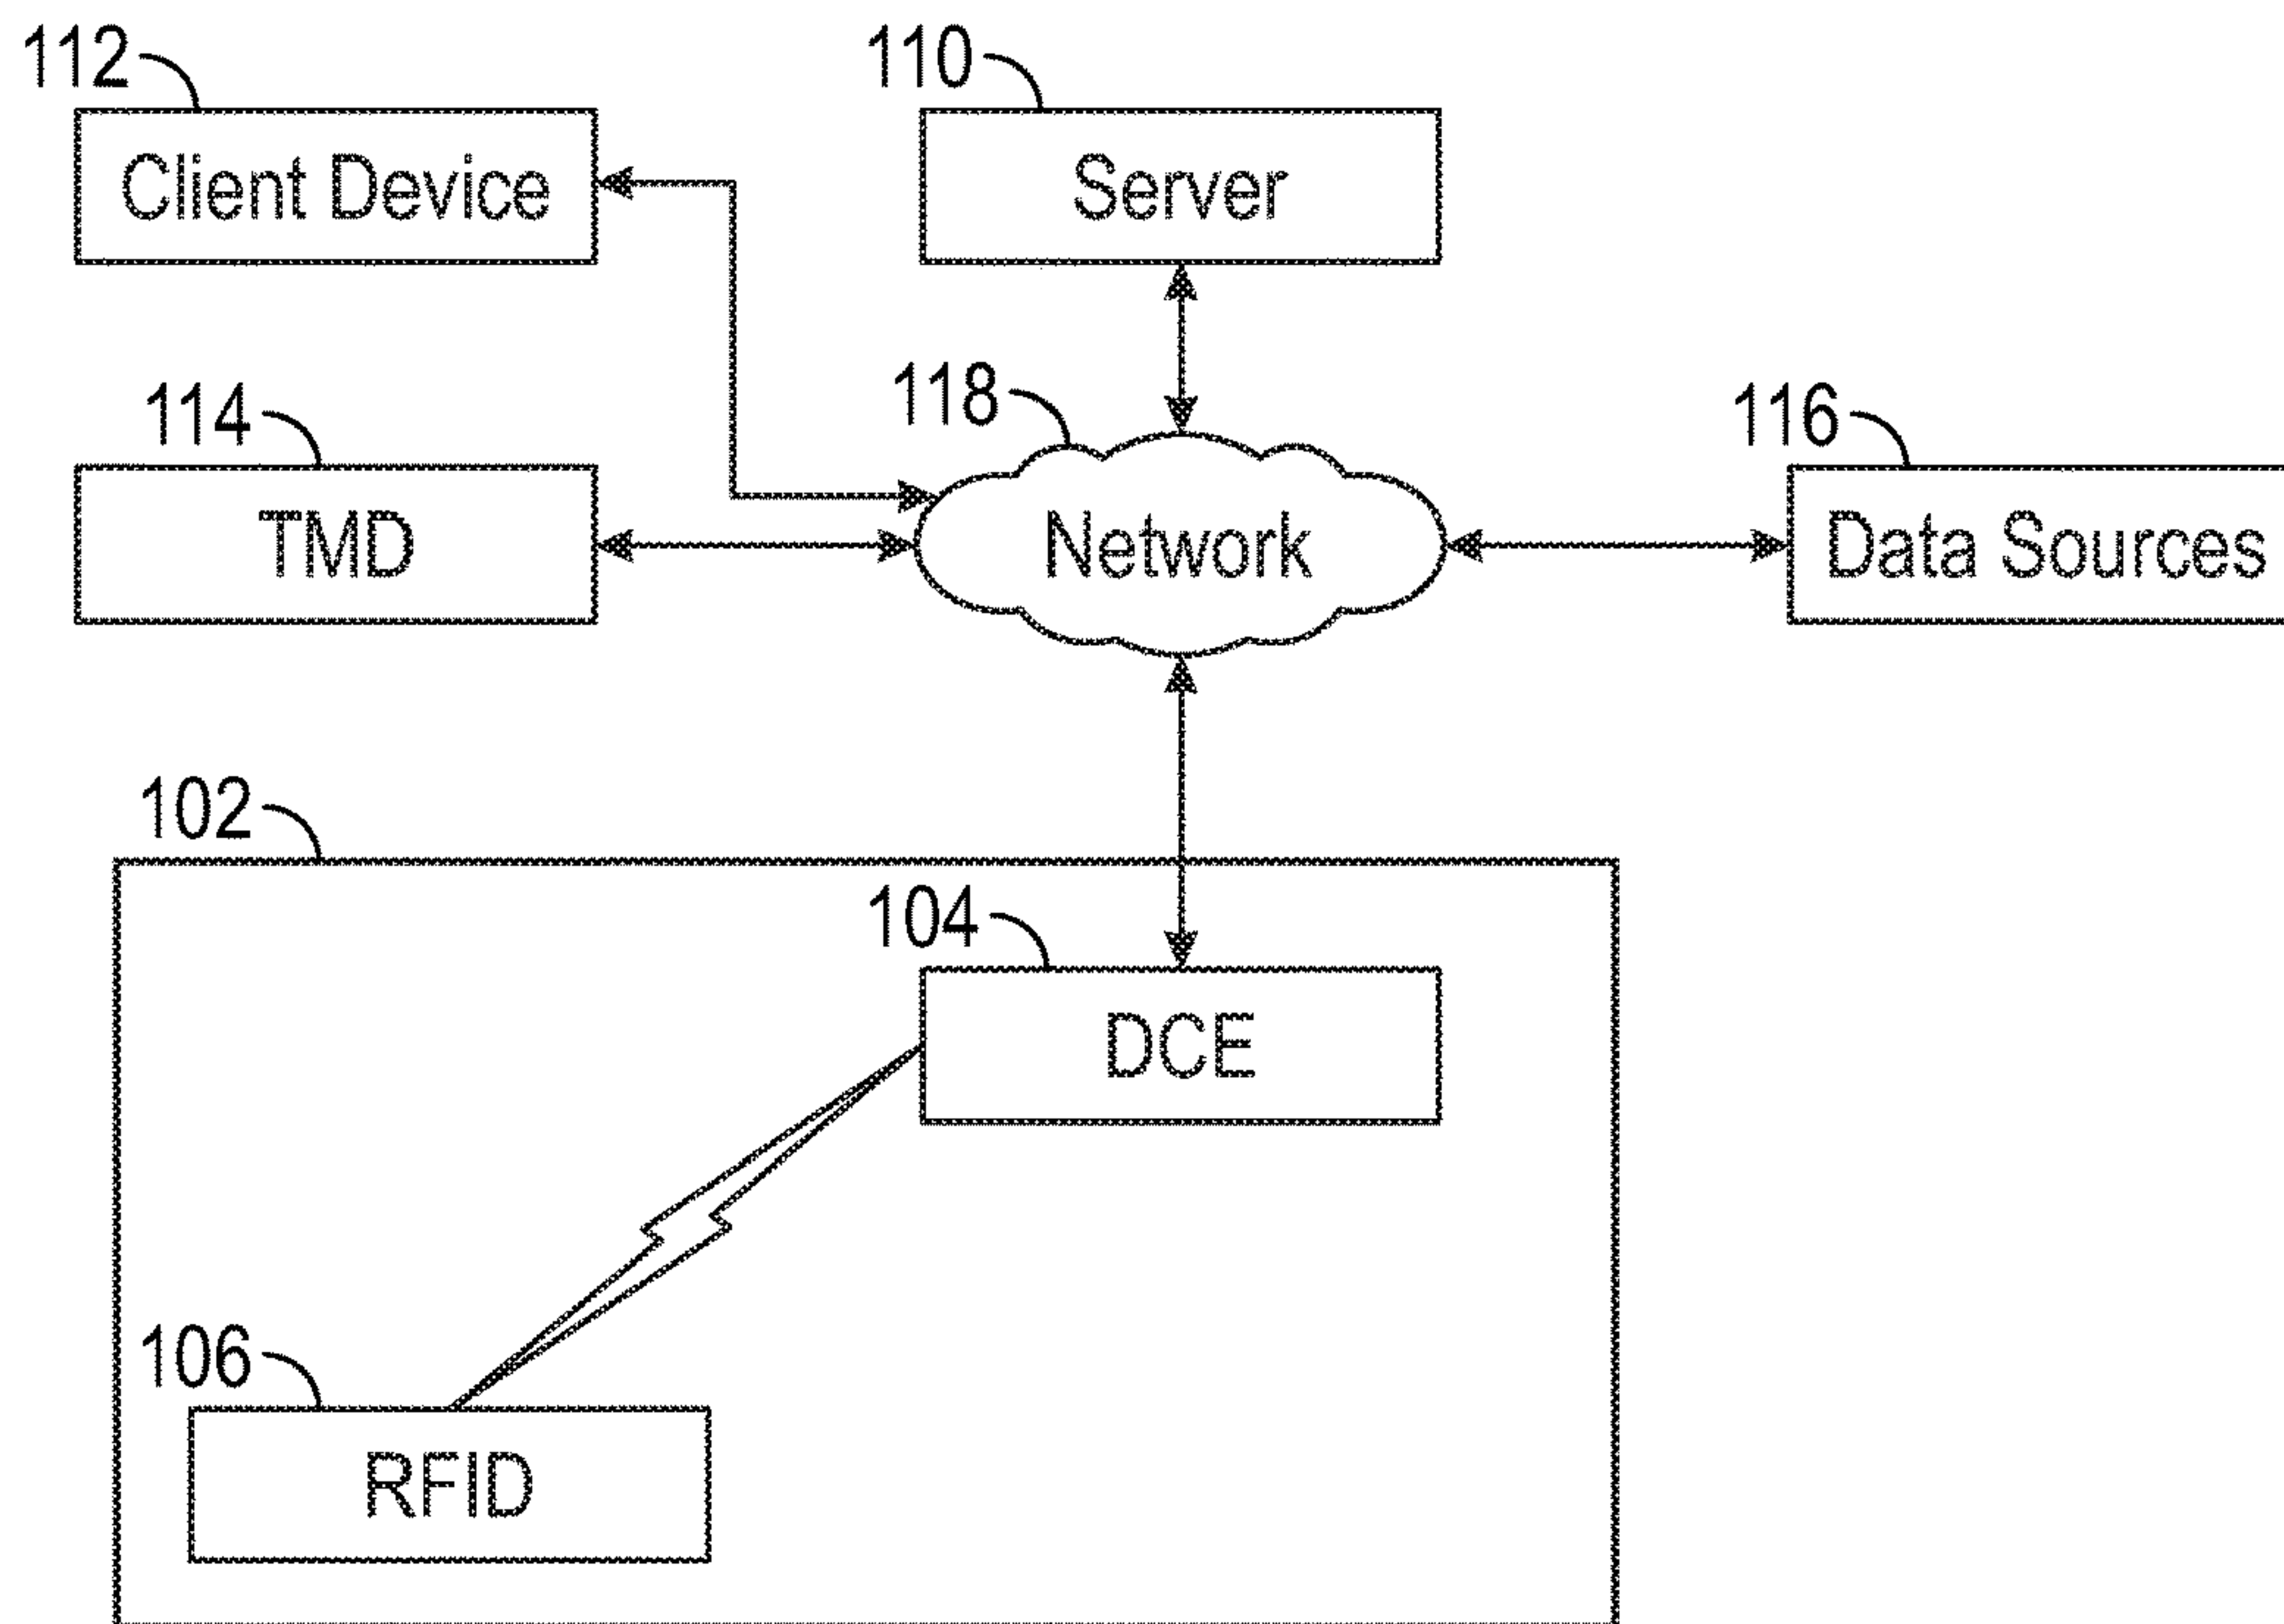 112
Client Device
110
Server
114
TMD
118
Network
116
Data Sources
102
104
DCE
106
RFID